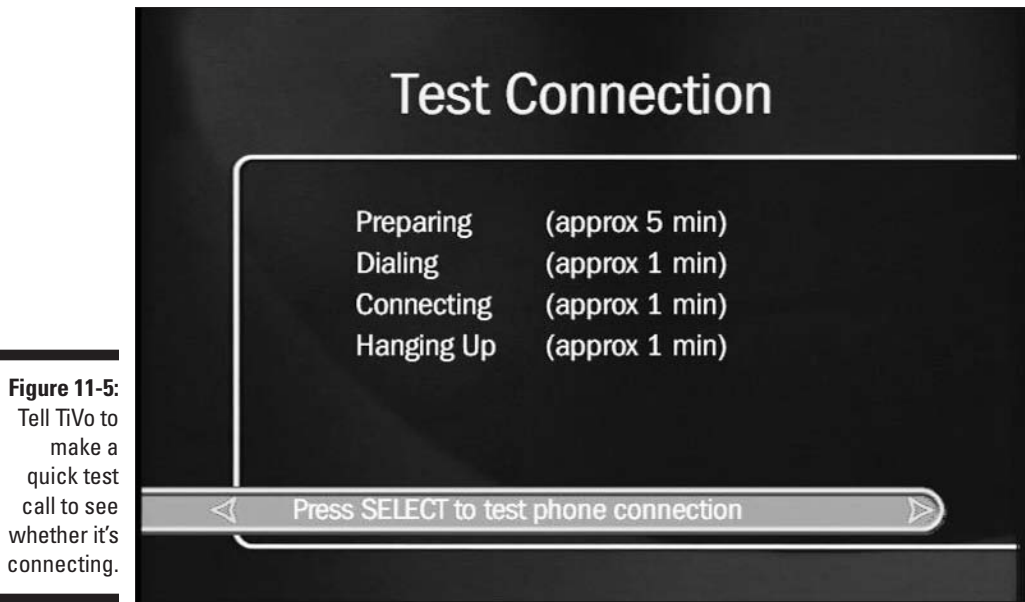 Test Connection
Preparing (approx 5 min)
Dialing (approx 1 min)
Connecting (approx 1 min)
Hanging Up (approx 1 min)
Press SELECT to test phone connection
Figure 11-5:
Tell TiVo to
make a
quick test
call to see
whether it's
connecting.